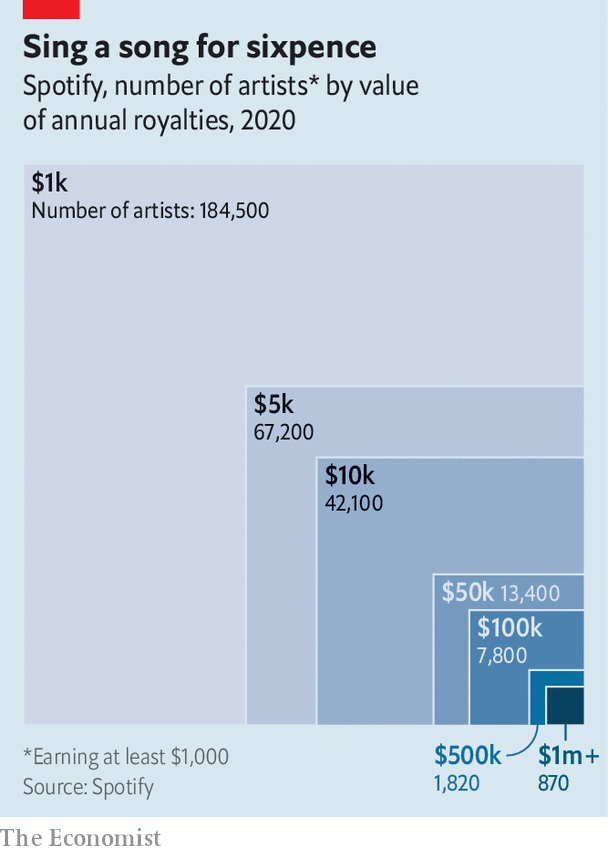 Sing a song for sixpence
Spotify, number of artists* by value
of annual royalties, 2020
$1k
Number of artists: 184,500
$5k
67,200
$10k
42,100
$50k 13,400
$100k
7,800
$500k
1,820
$1m+
870
*Earning at least $1,000
Source: Spotify
The Economist